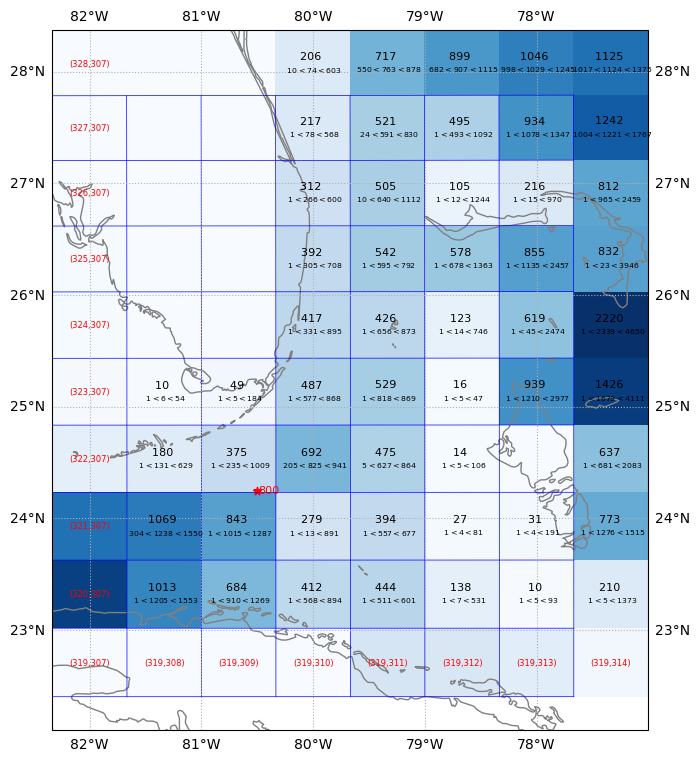 82°W 81°W 80°W 79°W 78°W
28°N (328,307) 206 717 899 1046 1125 28°N
10<74<603 550<763<878 682<907<1115 998<1029<1245 1017<1124<1375
(327,307) 217 521 495 934 1242
1<78<568 24<591<830 1<493<1092 1<1078<1347 1004<1221<1767
27°N (326,307) 312 505 105 216 812 27°N
1<266<600 10<640<1112 1<12<1244 1<15<970 1<965<2459
(325,307) 392 542 578 855 832
1<305<708 1<595<792 1<678<1363 1<1135<2457 1<23<3946
26°N (324,307) 417 426 123 619 2220 26°N
1<331<895 1<656<873 1<14<746 1<45<2474 1<2339<4650
(323,307) 10 49 487 529 16 939 1426
1<6<54 1<5<184 1<577<868 1<818<869 1<5<47 1<1210<2977
25°N 25°N
(322,307) 180 375 692 475 14 637
1<131<629 1<235<1009 205<825<941 5<627<864 1<5<106 1<681<2083
800
24°N (321,307) 1069 843 279 394 27 31 773 24°N
304<1238<1550 1<1015<1287 1<13<891 1<557<677 1<4<81 1<4<191 1<1276<1515
(320,307) 1013 684 412 444 138 10 210
1<1205<1553 1<910<1269 1<568<894 1<511<601 1<7<531 1<5<93 1<5<1373
23°N 23°N
(319,307) (319,308) (319,309) (319,310) (319,311) (319,312) (319,313) (319,314)
82°W 81°W 80°W 79°W 78°W